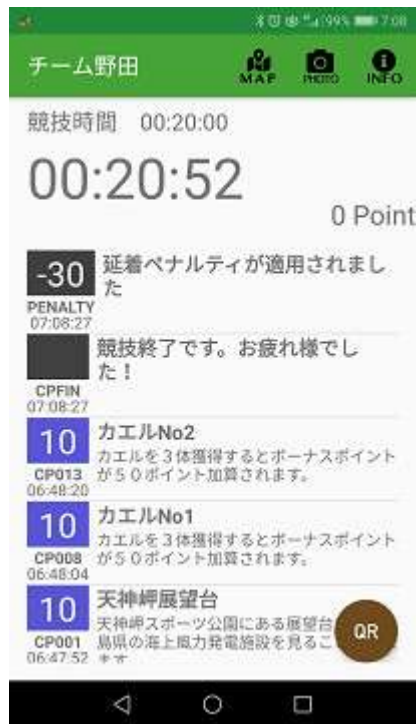 99% 7:08
チーム野田
MAP PHOTO INFO
競技時間 00:20:00
00:20:52
0 Point
-30 延着ペナルティが適用されまし
た
PENALTY
07:08:27
競技終了です。お疲れ様でし
た！
CPFIN
07:08:27
10 カエルNo2
カエルを３体獲得するとボーナスポイント
CP013 が５０ポイント加算されます。
06:48:20
10 カエルNo1
カエルを３体獲得するとボーナスポイント
CP008 が５０ポイント加算されます。
06:48:04
10 天神岬展望台
天神岬スポーツ公園にある展望台
CP001 島県の海上風力発電施設を見るこ
QR
06:47:52 ます